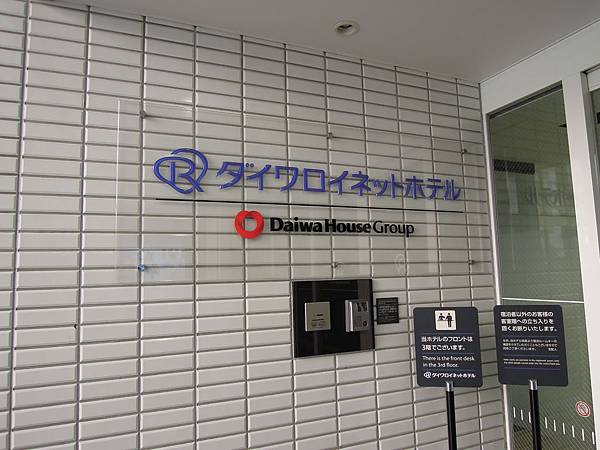 ダイワロイネットホテル
Daiwa House Group
当ホテルのフロントは
3階でございます。
There is the front desk
in the 3rd floor.
ダイワロイネットホテル
宿泊者以外のお客様の
客室階への立ち入りを
固くお断りいたします。